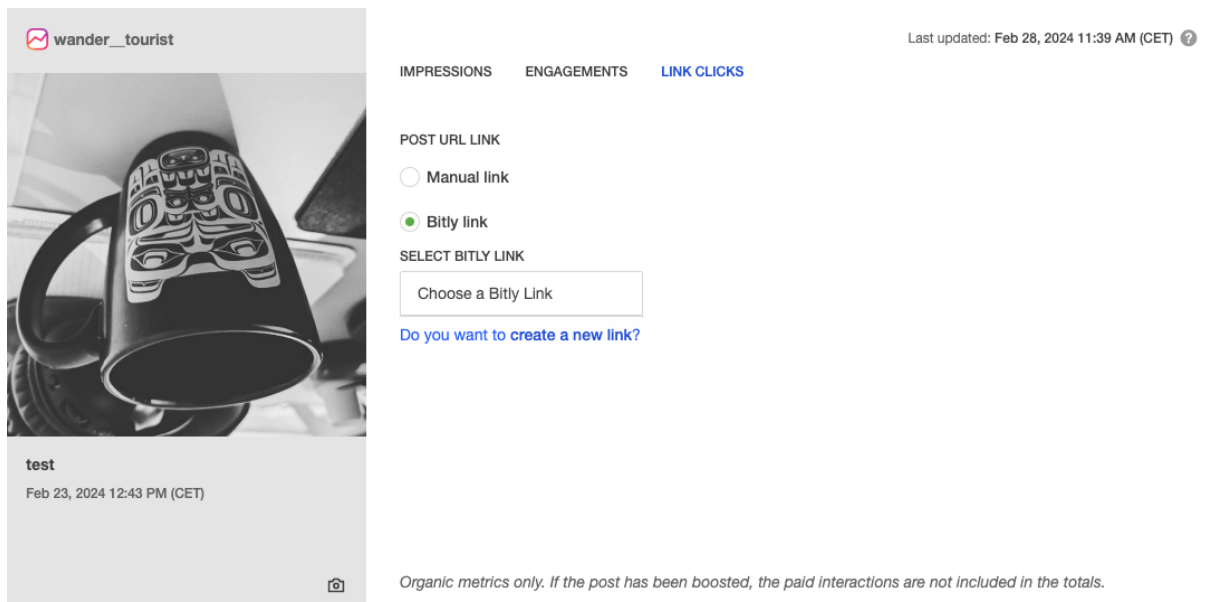 wander__tourist
test
Feb 23, 2024 12:43 PM (CET)
Last updated: Feb 28, 2024 11:39 AM (CET) ?
IMPRESSIONS ENGAGEMENTS LINK CLICKS
POST URL LINK
Manual link
Bitly link
SELECT BITLY LINK
Choose a Bitly Link
Do you want to create a new link?
Organic metrics only. If the post has been boosted, the paid interactions are not included in the totals.